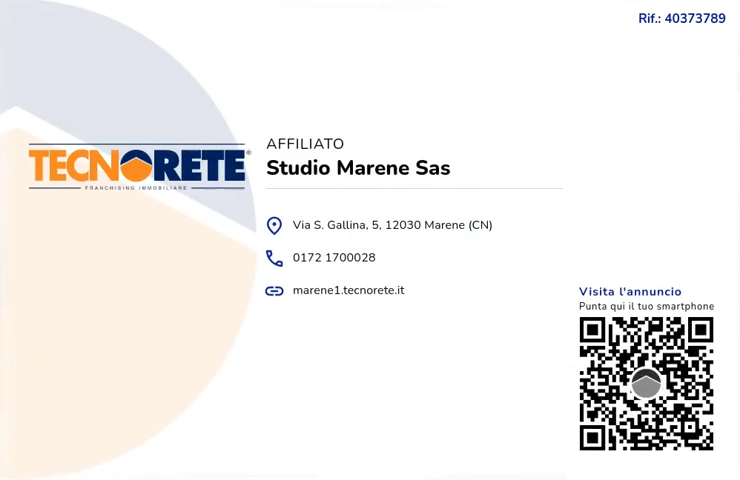 Rif.: 40373789
TECNORETE®
FRANCHISING IMMOBILIARE
AFFILIATO
Studio Marene Sas
Via S. Gallina, 5, 12030 Marene (CN)
0172 1700028
marene1.tecnorete.it
Visita l'annuncio
Punta qui il tuo smartphone